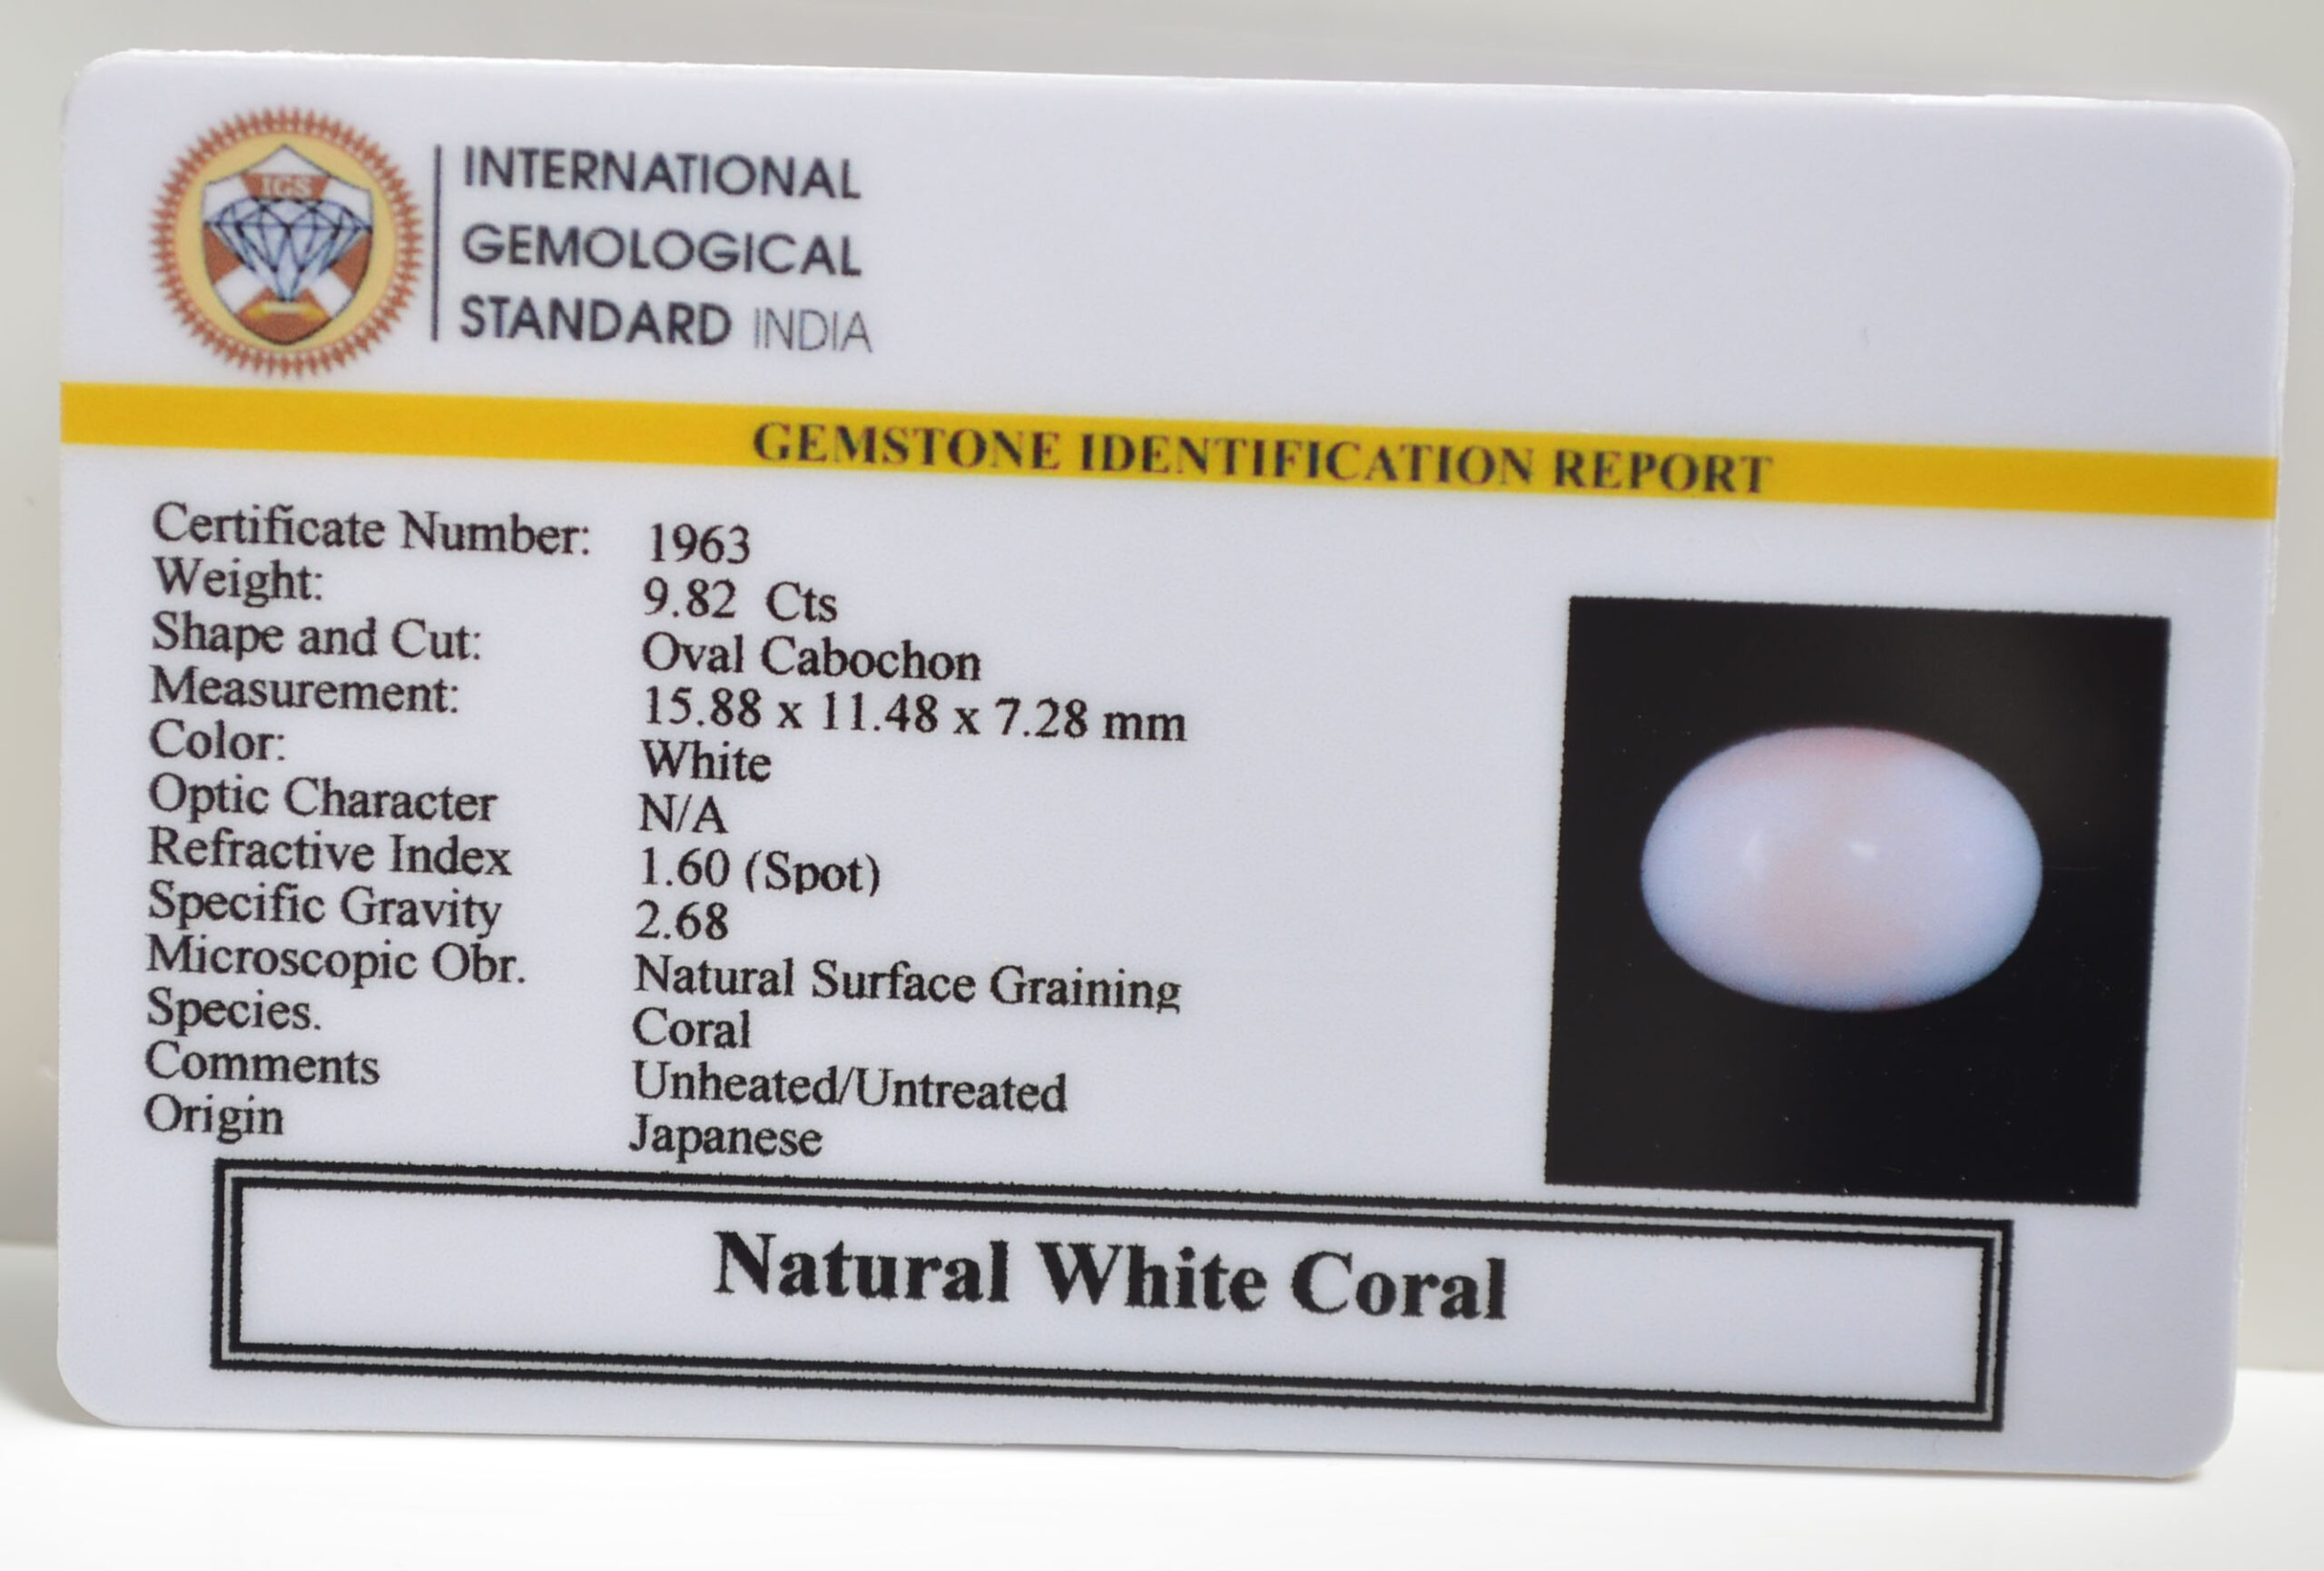 IGS
INTERNATIONAL
GEMOLOGICAL
STANDARD INDIA
GEMSTONE IDENTIFICATION REPORT
Certificate Number: 1963
Weight: 9.82 Cts
Shape and Cut: Oval Cabochon
Measurement: 15.88 x 11.48 x 7.28 mm
Color: White
Optic Character N/A
Refractive Index 1.60 (Spot)
Specific Gravity 2.68
Microscopic Obr. Natural Surface Graining
Species. Coral
Comments Unheated/Untreated
Origin Japanese
Natural White Coral